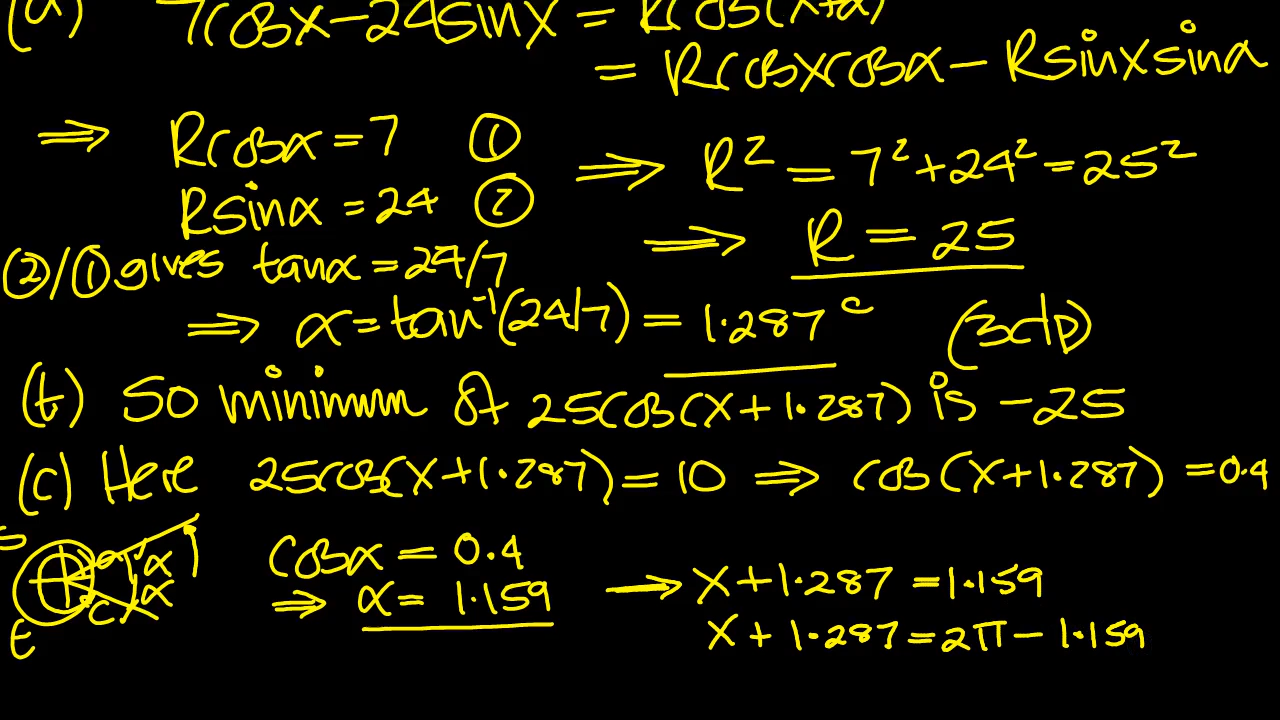 (a) 7cosx-24sinx = Rcos(x+α)
= Rcosxcosα - Rsinxsinα
⇒ Rcosα = 7 ①
Rsinα = 24 ②
⇒ R² = 7² + 24² = 25²
⇒ R = 25
②/① gives tanα = 24/7
⇒ α = tan⁻¹(24/7) = 1.287ᶜ (3dp)
(b) So minimum of 25cos(x+1.287) is -25
(c) Here 25cos(x+1.287) = 10 ⇒ cos(x+1.287) = 0.4
S α α C t
cosα = 0.4
⇒ α = 1.159
→ x+1.287 = 1.159
x + 1.287 = 2π - 1.159